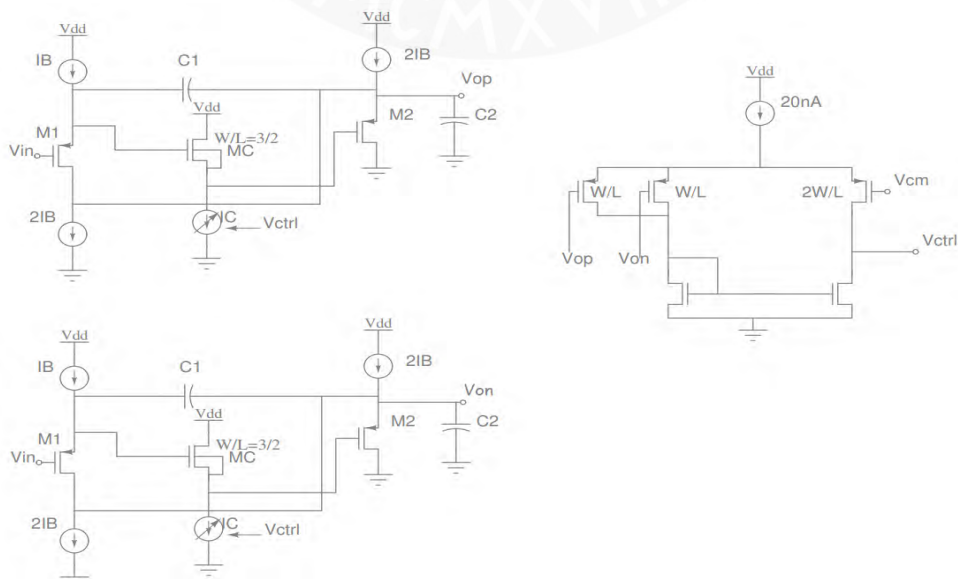 Vdd
IB
C1
Vdd
2IB
Vop
M1
Vdd
M2
C2
Vin
W/L=3/2
MC
2IB
IC
Vctrl
Vdd
20nA
W/L
W/L
2W/L
Vcm
Vop
Von
Vctrl
Vdd
IB
C1
Vdd
2IB
Von
M1
Vdd
M2
C2
Vin
W/L=3/2
MC
2IB
IC
Vctrl